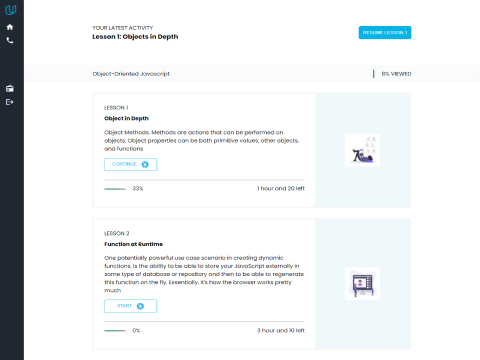 YOUR LATEST ACTIVITY
Lesson 1: Objects in Depth
RESUME LESSON 1
Object-Oriented Javascript
8% VIEWED
LESSON 1
Object in Depth
Object Methods. Methods are actions that can be performed on
objects. Object properties can be both primitive values, other objects,
and functions
CONTINUE
33%
1 hour and 20 left
LESSON 2
Function at Runtime
One potentially powerful use case scenario in creating dynamic
functions, is the ability to be able to store your JavaScript externally in
some type of database or repository and then to be able to regenerate
this function on the fly. Essentially, it's how the browser works pretty
much
START
0%
3 hour and 10 left